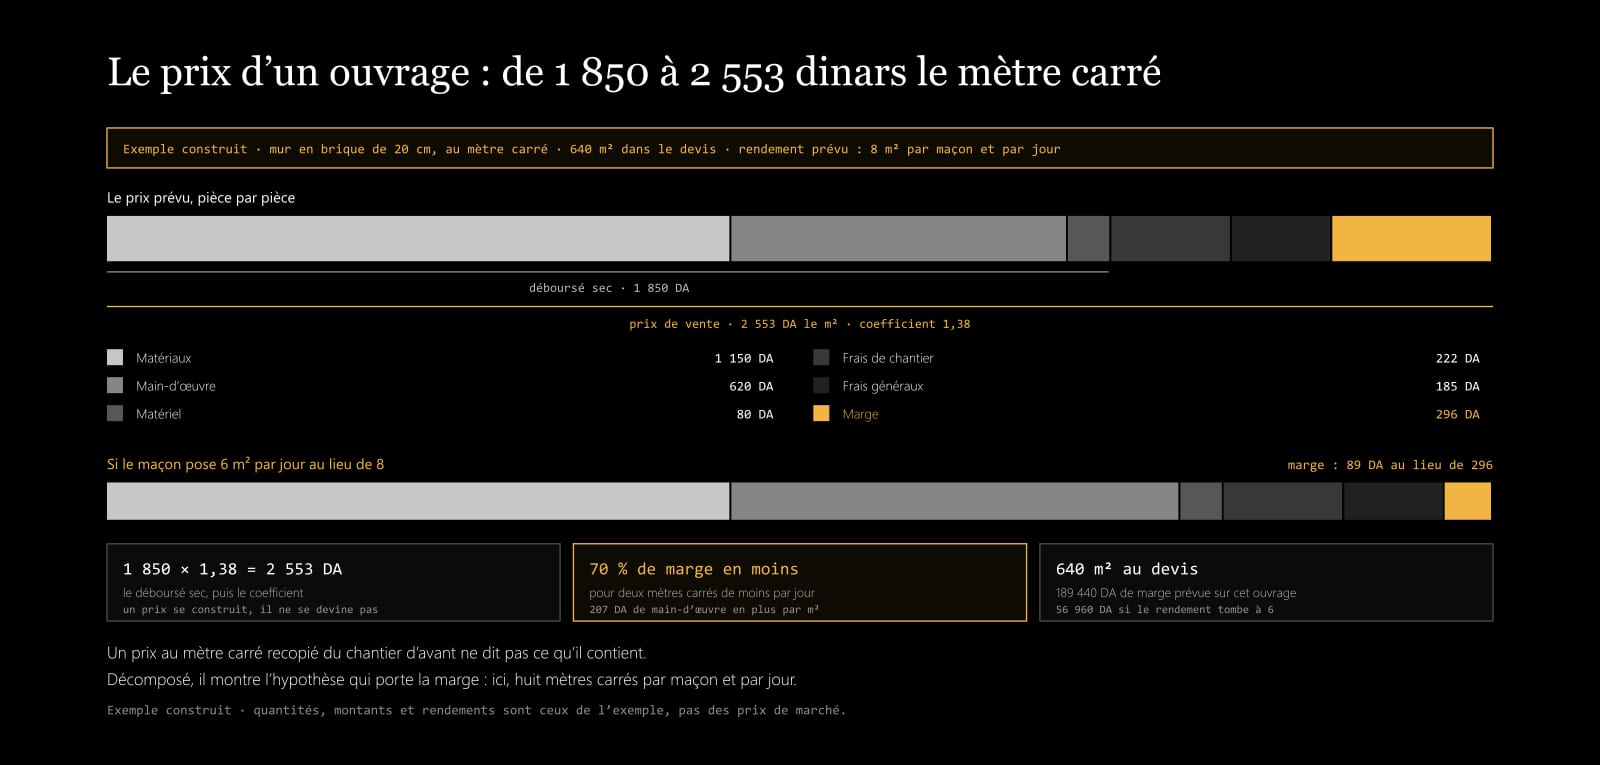 Le prix d’un ouvrage : de 1 850 à 2 553 dinars le mètre carré
Exemple construit · mur en brique de 20 cm, au mètre carré · 640 m² dans le devis · rendement prévu : 8 m² par maçon et par jour
Le prix prévu, pièce par pièce
déboursé sec · 1 850 DA
prix de vente · 2 553 DA le m² · coefficient 1,38
Matériaux 1 150 DA
Frais de chantier 222 DA
Main-d’œuvre 620 DA
Frais généraux 185 DA
Matériel 80 DA
Marge 296 DA
Si le maçon pose 6 m² par jour au lieu de 8
marge : 89 DA au lieu de 296
1 850 × 1,38 = 2 553 DA
le déboursé sec, puis le coefficient
un prix se construit, il ne se devine pas
70 % de marge en moins
pour deux mètres carrés de moins par jour
207 DA de main-d’œuvre en plus par m²
640 m² au devis
189 440 DA de marge prévue sur cet ouvrage
56 960 DA si le rendement tombe à 6
Un prix au mètre carré recopié du chantier d’avant ne dit pas ce qu’il contient.
Décomposé, il montre l’hypothèse qui porte la marge : ici, huit mètres carrés par maçon et par jour.
Exemple construit · quantités, montants et rendements sont ceux de l’exemple, pas des prix de marché.